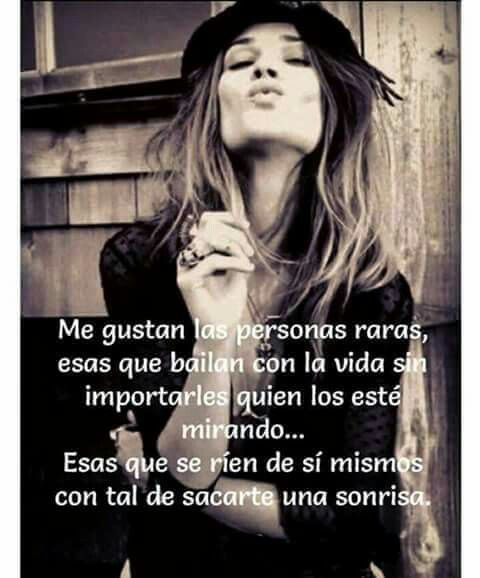 Me gustan las personas raras,
esas que bailan con la vida sin
importarles quien los esté
mirando...
Esas que se ríen de sí mismos
con tal de sacarte una sonrisa.